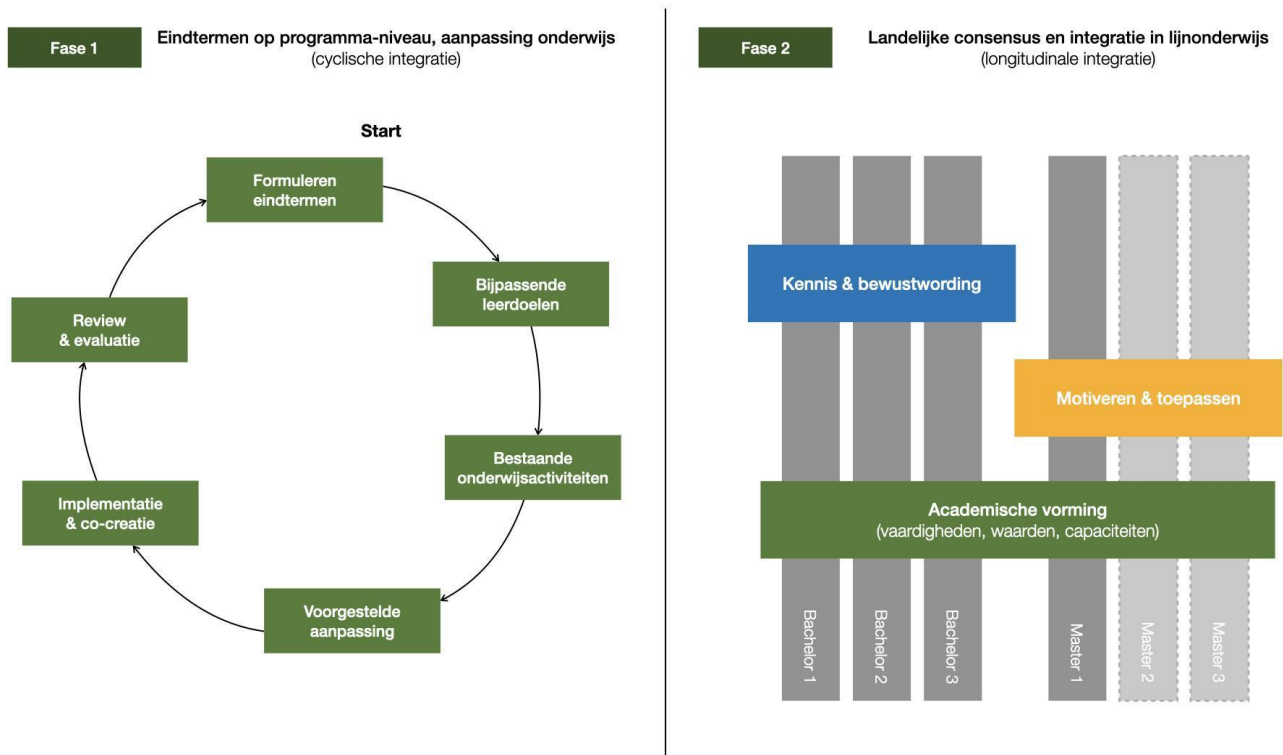 Fase 1
Eindtermen op programma-niveau, aanpassing onderwijs
(cyclische integratie)
Start
Formuleren
eindtermen
Bijpassende
leerdoelen
Bestaande
onderwijsactiviteiten
Voorgestelde
aanpassing
Implementatie
& co-creatie
Review
& evaluatie
Fase 2
Landelijke consensus en integratie in lijnonderwijs
(longitudinale integratie)
Kennis & bewustwording
Motiveren & toepassen
Academische vorming
(vaardigheden, waarden, capaciteiten)
Bachelor 1
Bachelor 2
Bachelor 3
Master 1
Master 2
Master 3